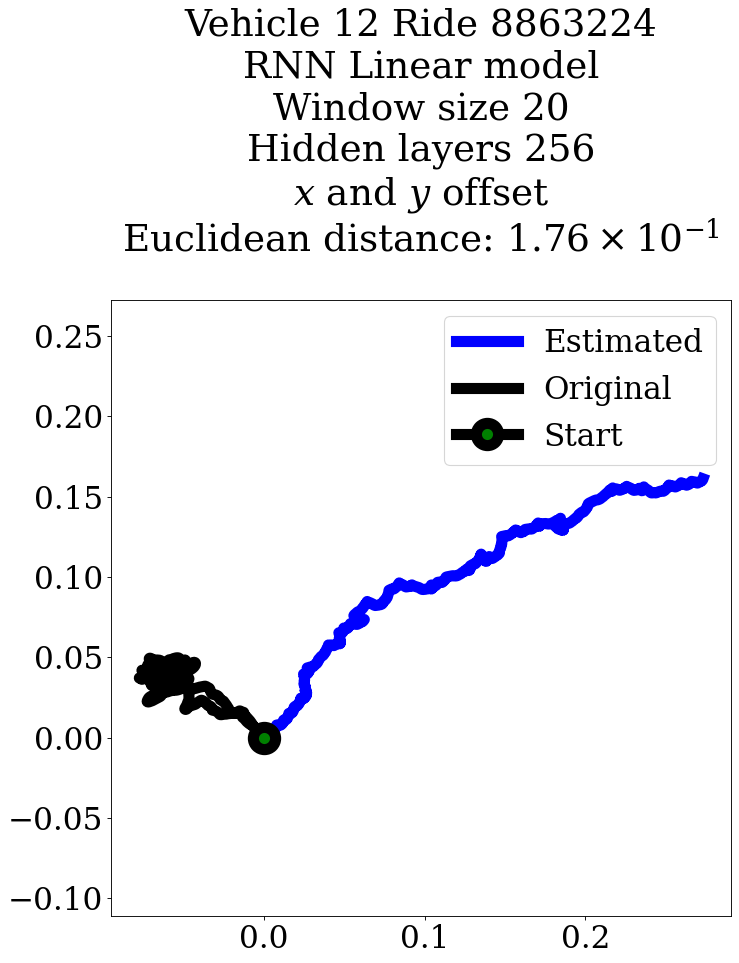 Vehicle 12 Ride 8863224
RNN Linear model
Window size 20
Hidden layers 256
x and y offset
Euclidean distance: 1.76 × 10⁻¹
Estimated
Original
Start
0.25
0.20
0.15
0.10
0.05
0.00
−0.05
−0.10
0.0 0.1 0.2